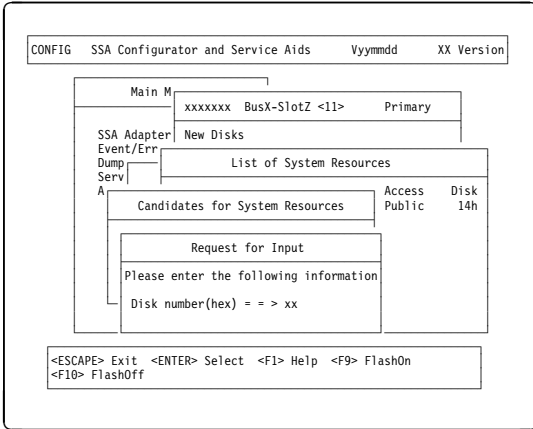 CONFIG SSA Configurator and Service Aids Vyymmdd XX Version
Main M
xxxxxxx BusX-SlotZ <11> Primary
SSA Adapter New Disks
Event/Err
Dump List of System Resources
Serv
A Access Disk
Candidates for System Resources Public 14h
Request for Input
Please enter the following information
Disk number(hex) = = > xx
<ESCAPE> Exit <ENTER> Select <F1> Help <F9> FlashOn
<F10> FlashOff